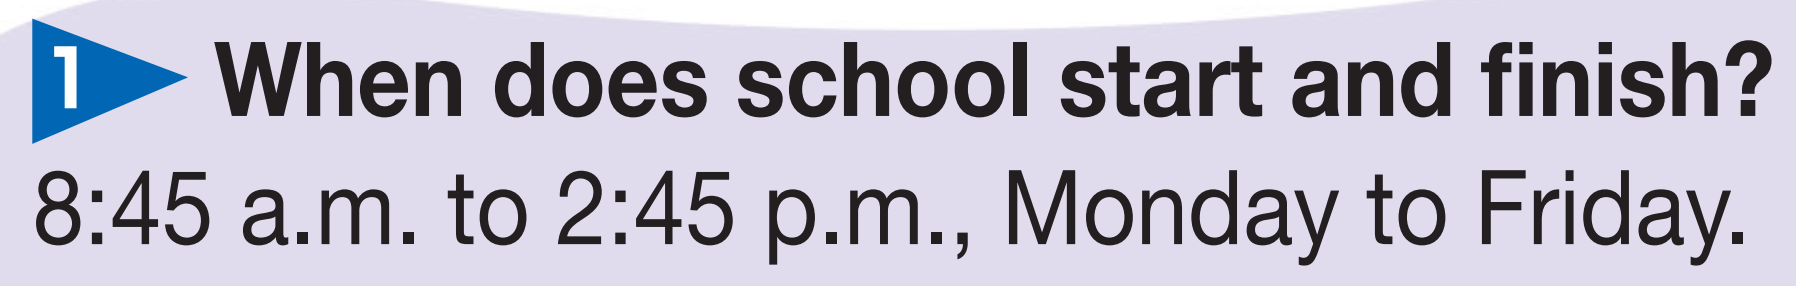 1 When does school start and finish?
8:45 a.m. to 2:45 p.m., Monday to Friday.